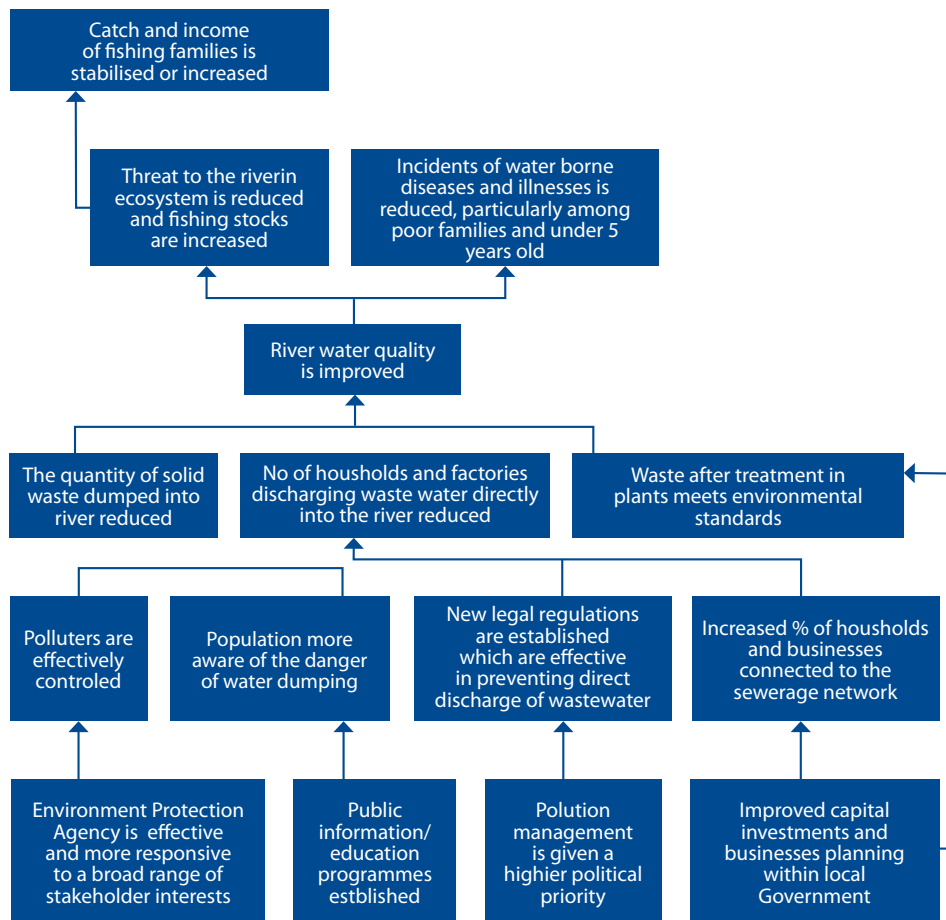 Catch and income
of fishing families is
stabilised or increased
Threat to the riverin
ecosystem is reduced
and fishing stocks
are increased
Incidents of water borne
diseases and illnesses is
reduced, particularly among
poor families and under 5
years old
River water quality
is improved
The quantity of solid
waste dumped into
river reduced
No of housholds and factories
discharging waste water directly
into the river reduced
Waste after treatment in
plants meets environmental
standards
Polluters are
effectively
controled
Population more
aware of the danger
of water dumping
New legal regulations
are established
which are effective
in preventing direct
discharge of wastewater
Increased % of housholds
and businesses
connected to the
sewerage network
Environment Protection
Agency is effective
and more responsive
to a broad range of
stakeholder interests
Public
information/
education
programmes
estblished
Polution
management
is given a
highier political
priority
Improved capital
investments and
businesses planning
within local
Government